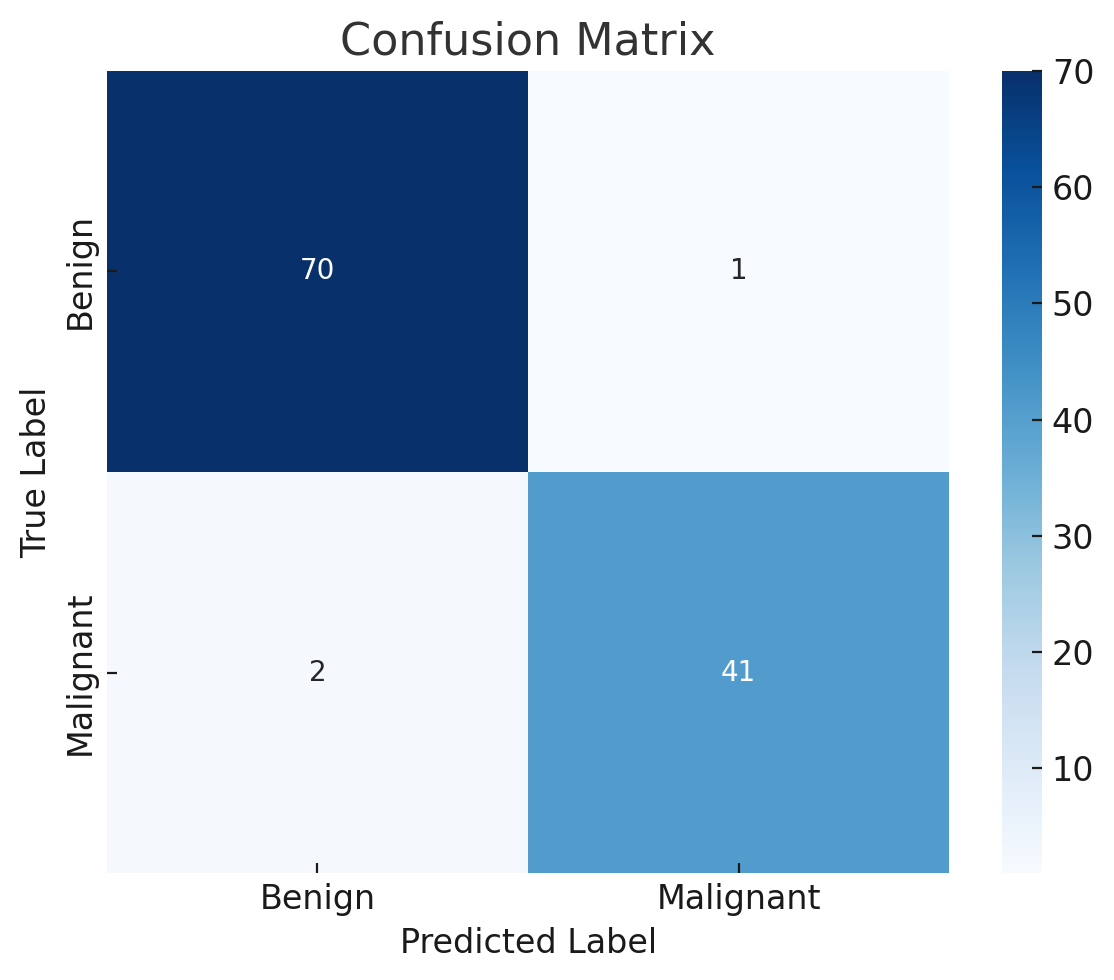 Confusion Matrix
True Label
Benign
70
1
Malignant
2
41
Benign
Malignant
Predicted Label
70
60
50
40
30
20
10